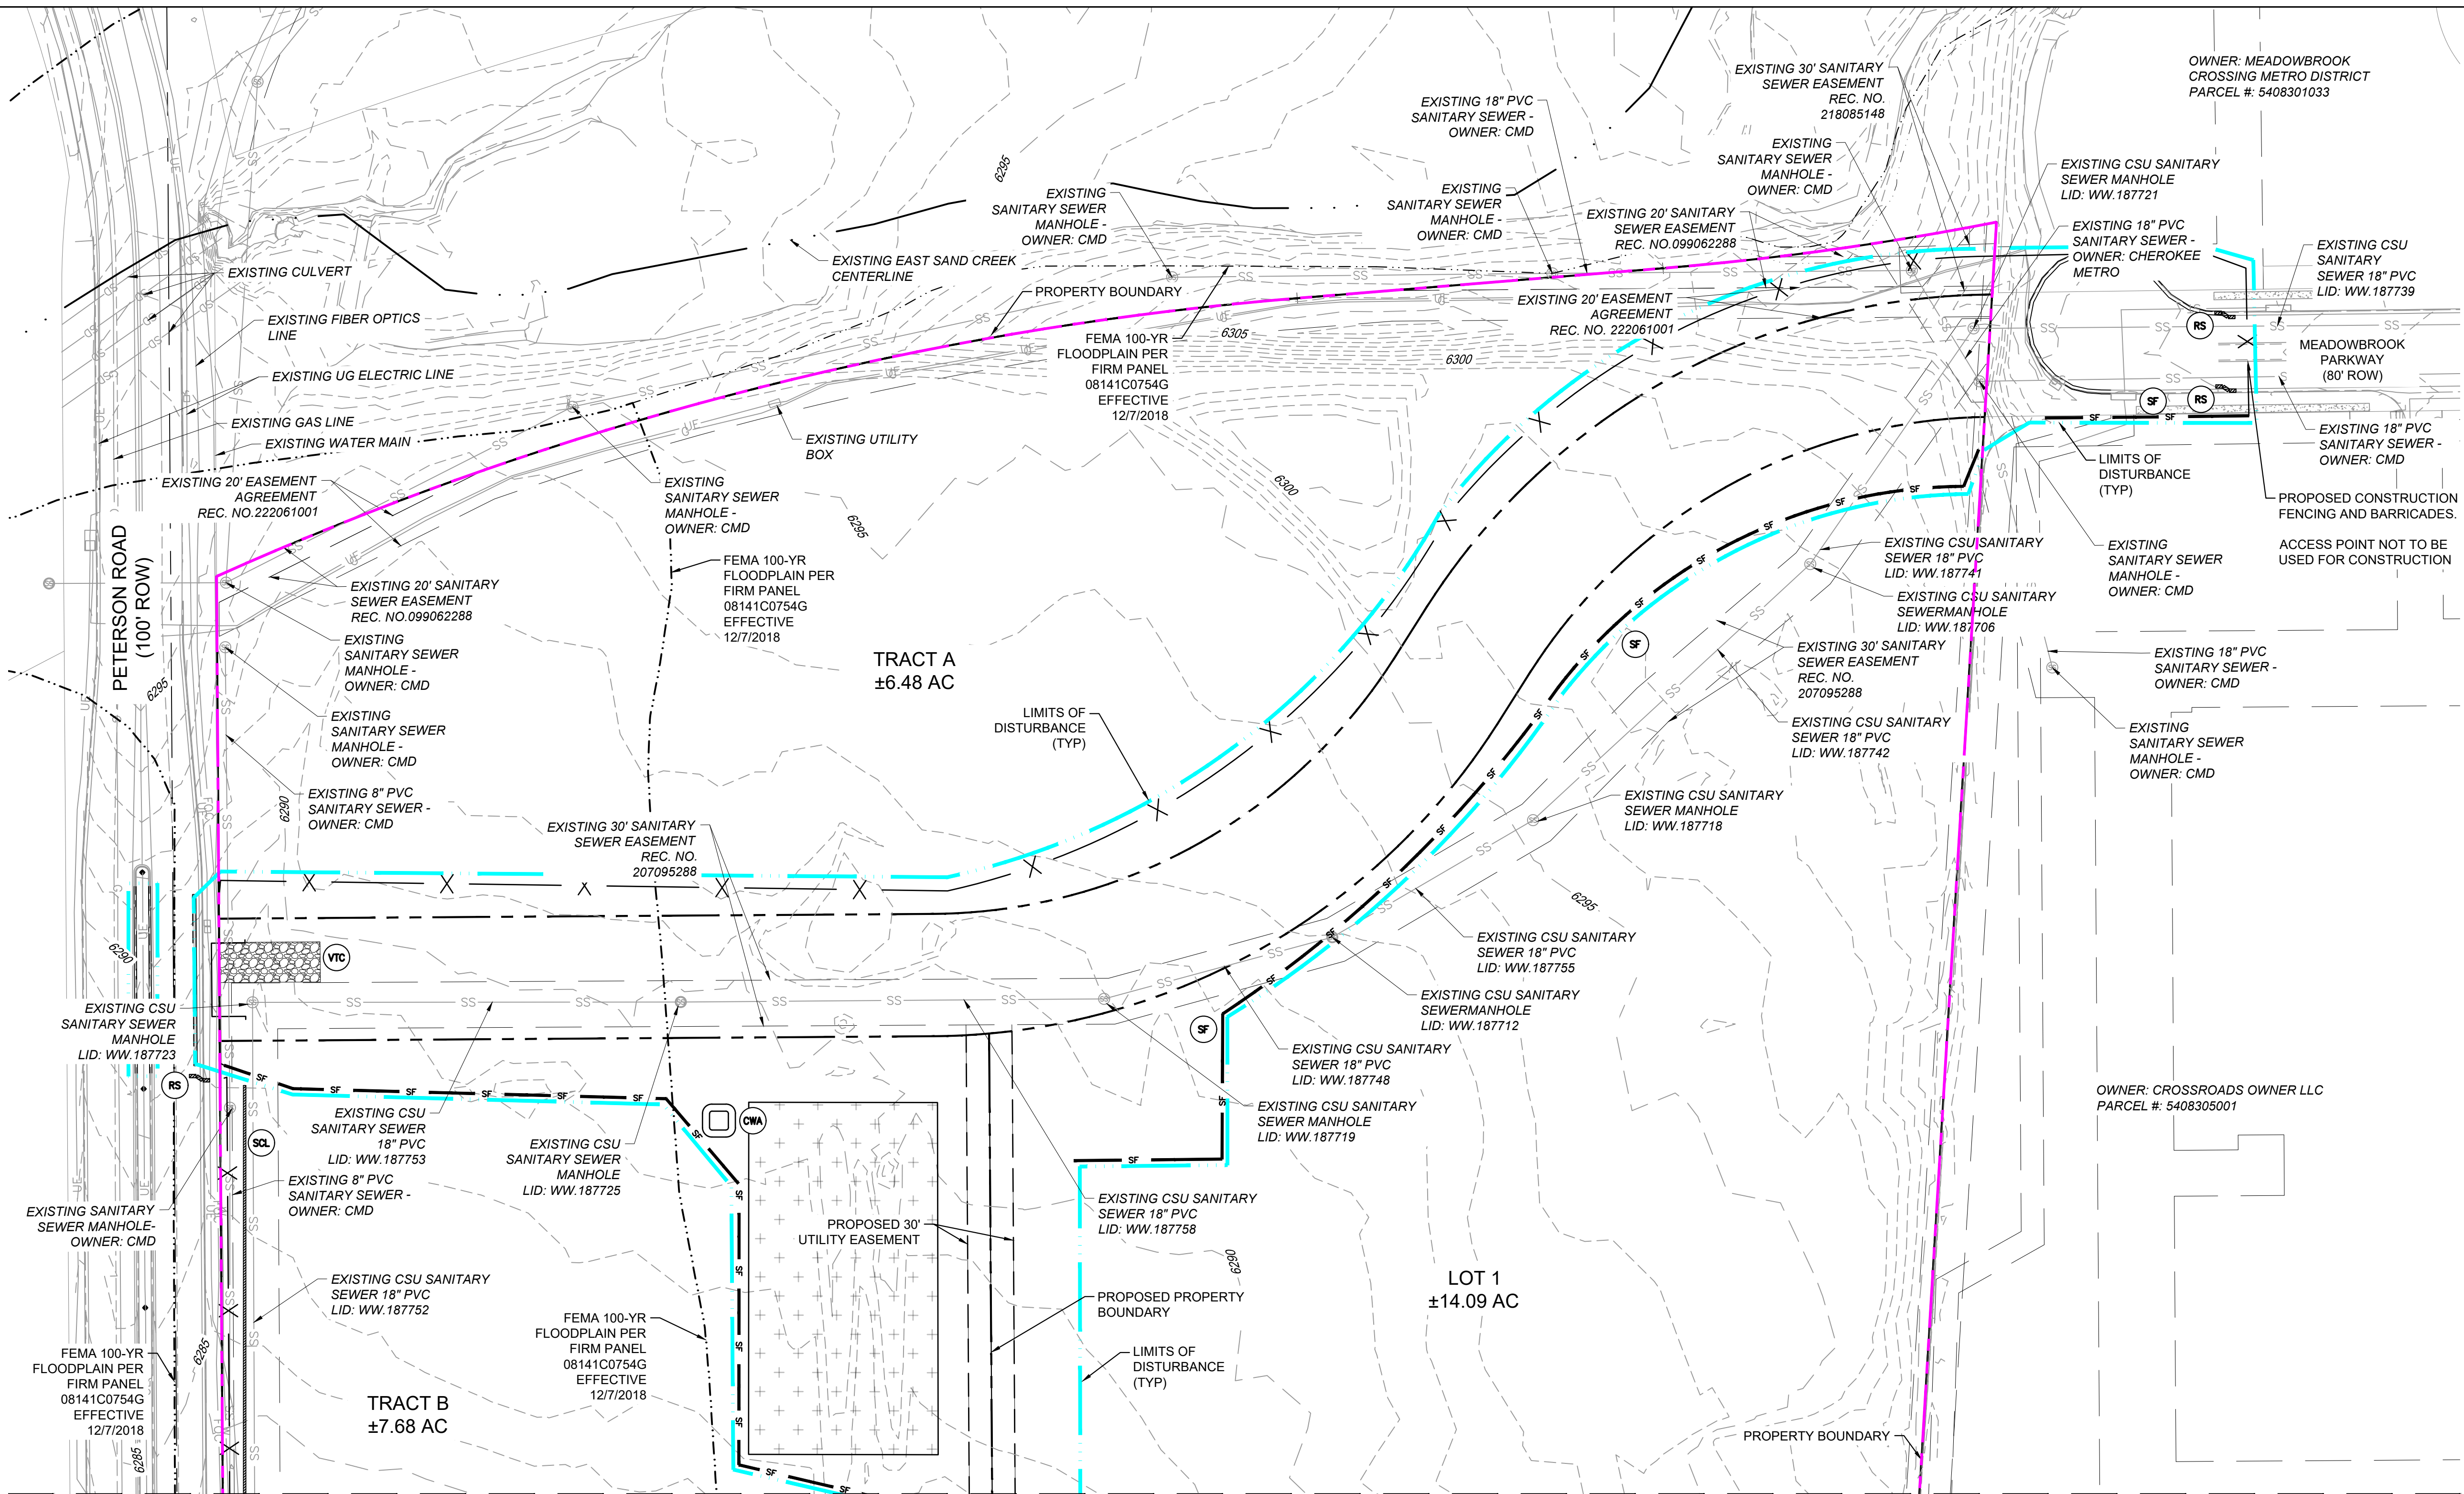 OWNER: MEADOWBROOK
CROSSING METRO DISTRICT
PARCEL #: 5408301033
EXISTING 30' SANITARY
SEWER EASEMENT
REC. NO.
218085148
EXISTING 18" PVC
SANITARY SEWER -
OWNER: CMD
EXISTING
SANITARY SEWER
MANHOLE -
OWNER: CMD
EXISTING CSU SANITARY
SEWER MANHOLE
LID: WW.187721
6295
EXISTING
SANITARY SEWER
MANHOLE -
OWNER: CMD
EXISTING
SANITARY SEWER
MANHOLE -
OWNER: CMD
EXISTING 20' SANITARY
SEWER EASEMENT
REC. NO.099062288
EXISTING 18" PVC
SANITARY SEWER -
OWNER: CHEROKEE
METRO
EXISTING CSU
SANITARY
SEWER 18" PVC
LID: WW.187739
EXISTING CULVERT
EXISTING EAST SAND CREEK
CENTERLINE
PROPERTY BOUNDARY
EXISTING 20' EASEMENT
AGREEMENT
REC. NO. 222061001
EXISTING FIBER OPTICS
LINE
6305
6300
FEMA 100-YR
FLOODPLAIN PER
FIRM PANEL
08141C0754G
EFFECTIVE
12/7/2018
RS
MEADOWBROOK
PARKWAY
(80' ROW)
EXISTING UG ELECTRIC LINE
SF
RS
EXISTING GAS LINE
EXISTING WATER MAIN
EXISTING UTILITY
BOX
EXISTING 18" PVC
SANITARY SEWER -
OWNER: CMD
LIMITS OF
DISTURBANCE
(TYP)
EXISTING 20' EASEMENT
AGREEMENT
REC. NO.222061001
EXISTING
SANITARY SEWER
MANHOLE -
OWNER: CMD
6300
6295
PROPOSED CONSTRUCTION
FENCING AND BARRICADES.
ACCESS POINT NOT TO BE
USED FOR CONSTRUCTION
PETERSON ROAD
(100' ROW)
FEMA 100-YR
FLOODPLAIN PER
FIRM PANEL
08141C0754G
EFFECTIVE
12/7/2018
EXISTING CSU SANITARY
SEWER 18" PVC
LID: WW.187741
EXISTING
SANITARY SEWER
MANHOLE -
OWNER: CMD
EXISTING 20' SANITARY
SEWER EASEMENT
REC. NO.099062288
EXISTING CSU SANITARY
SEWERMANHOLE
LID: WW.187706
EXISTING
SANITARY SEWER
MANHOLE -
OWNER: CMD
TRACT A
±6.48 AC
SF
EXISTING 30' SANITARY
SEWER EASEMENT
REC. NO.
207095288
EXISTING 18" PVC
SANITARY SEWER -
OWNER: CMD
6295
EXISTING
SANITARY SEWER
MANHOLE -
OWNER: CMD
LIMITS OF
DISTURBANCE
(TYP)
EXISTING CSU SANITARY
SEWER 18" PVC
LID: WW.187742
EXISTING
SANITARY SEWER
MANHOLE -
OWNER: CMD
EXISTING 8" PVC
SANITARY SEWER -
OWNER: CMD
6290
EXISTING CSU SANITARY
SEWER MANHOLE
LID: WW.187718
EXISTING 30' SANITARY
SEWER EASEMENT
REC. NO.
207095288
6295
6290
VTC
EXISTING CSU SANITARY
SEWER 18" PVC
LID: WW.187755
EXISTING CSU
SANITARY SEWER
MANHOLE
LID: WW.187723
EXISTING CSU SANITARY
SEWERMANHOLE
LID: WW.187712
SF
EXISTING CSU SANITARY
SEWER 18" PVC
LID: WW.187748
RS
EXISTING CSU
SANITARY SEWER
18" PVC
LID: WW.187753
CWA
EXISTING CSU SANITARY
SEWER MANHOLE
LID: WW.187719
OWNER: CROSSROADS OWNER LLC
PARCEL #: 5408305001
SCL
EXISTING CSU
SANITARY SEWER
MANHOLE
LID: WW.187725
EXISTING 8" PVC
SANITARY SEWER -
OWNER: CMD
EXISTING SANITARY
SEWER MANHOLE-
OWNER: CMD
EXISTING CSU SANITARY
SEWER 18" PVC
LID: WW.187758
PROPOSED 30'
UTILITY EASEMENT
6290
EXISTING CSU SANITARY
SEWER 18" PVC
LID: WW.187752
LOT 1
±14.09 AC
PROPOSED PROPERTY
BOUNDARY
FEMA 100-YR
FLOODPLAIN PER
FIRM PANEL
08141C0754G
EFFECTIVE
12/7/2018
6285
FEMA 100-YR
FLOODPLAIN PER
FIRM PANEL
08141C0754G
EFFECTIVE
12/7/2018
LIMITS OF
DISTURBANCE
(TYP)
TRACT B
±7.68 AC
6285
PROPERTY BOUNDARY